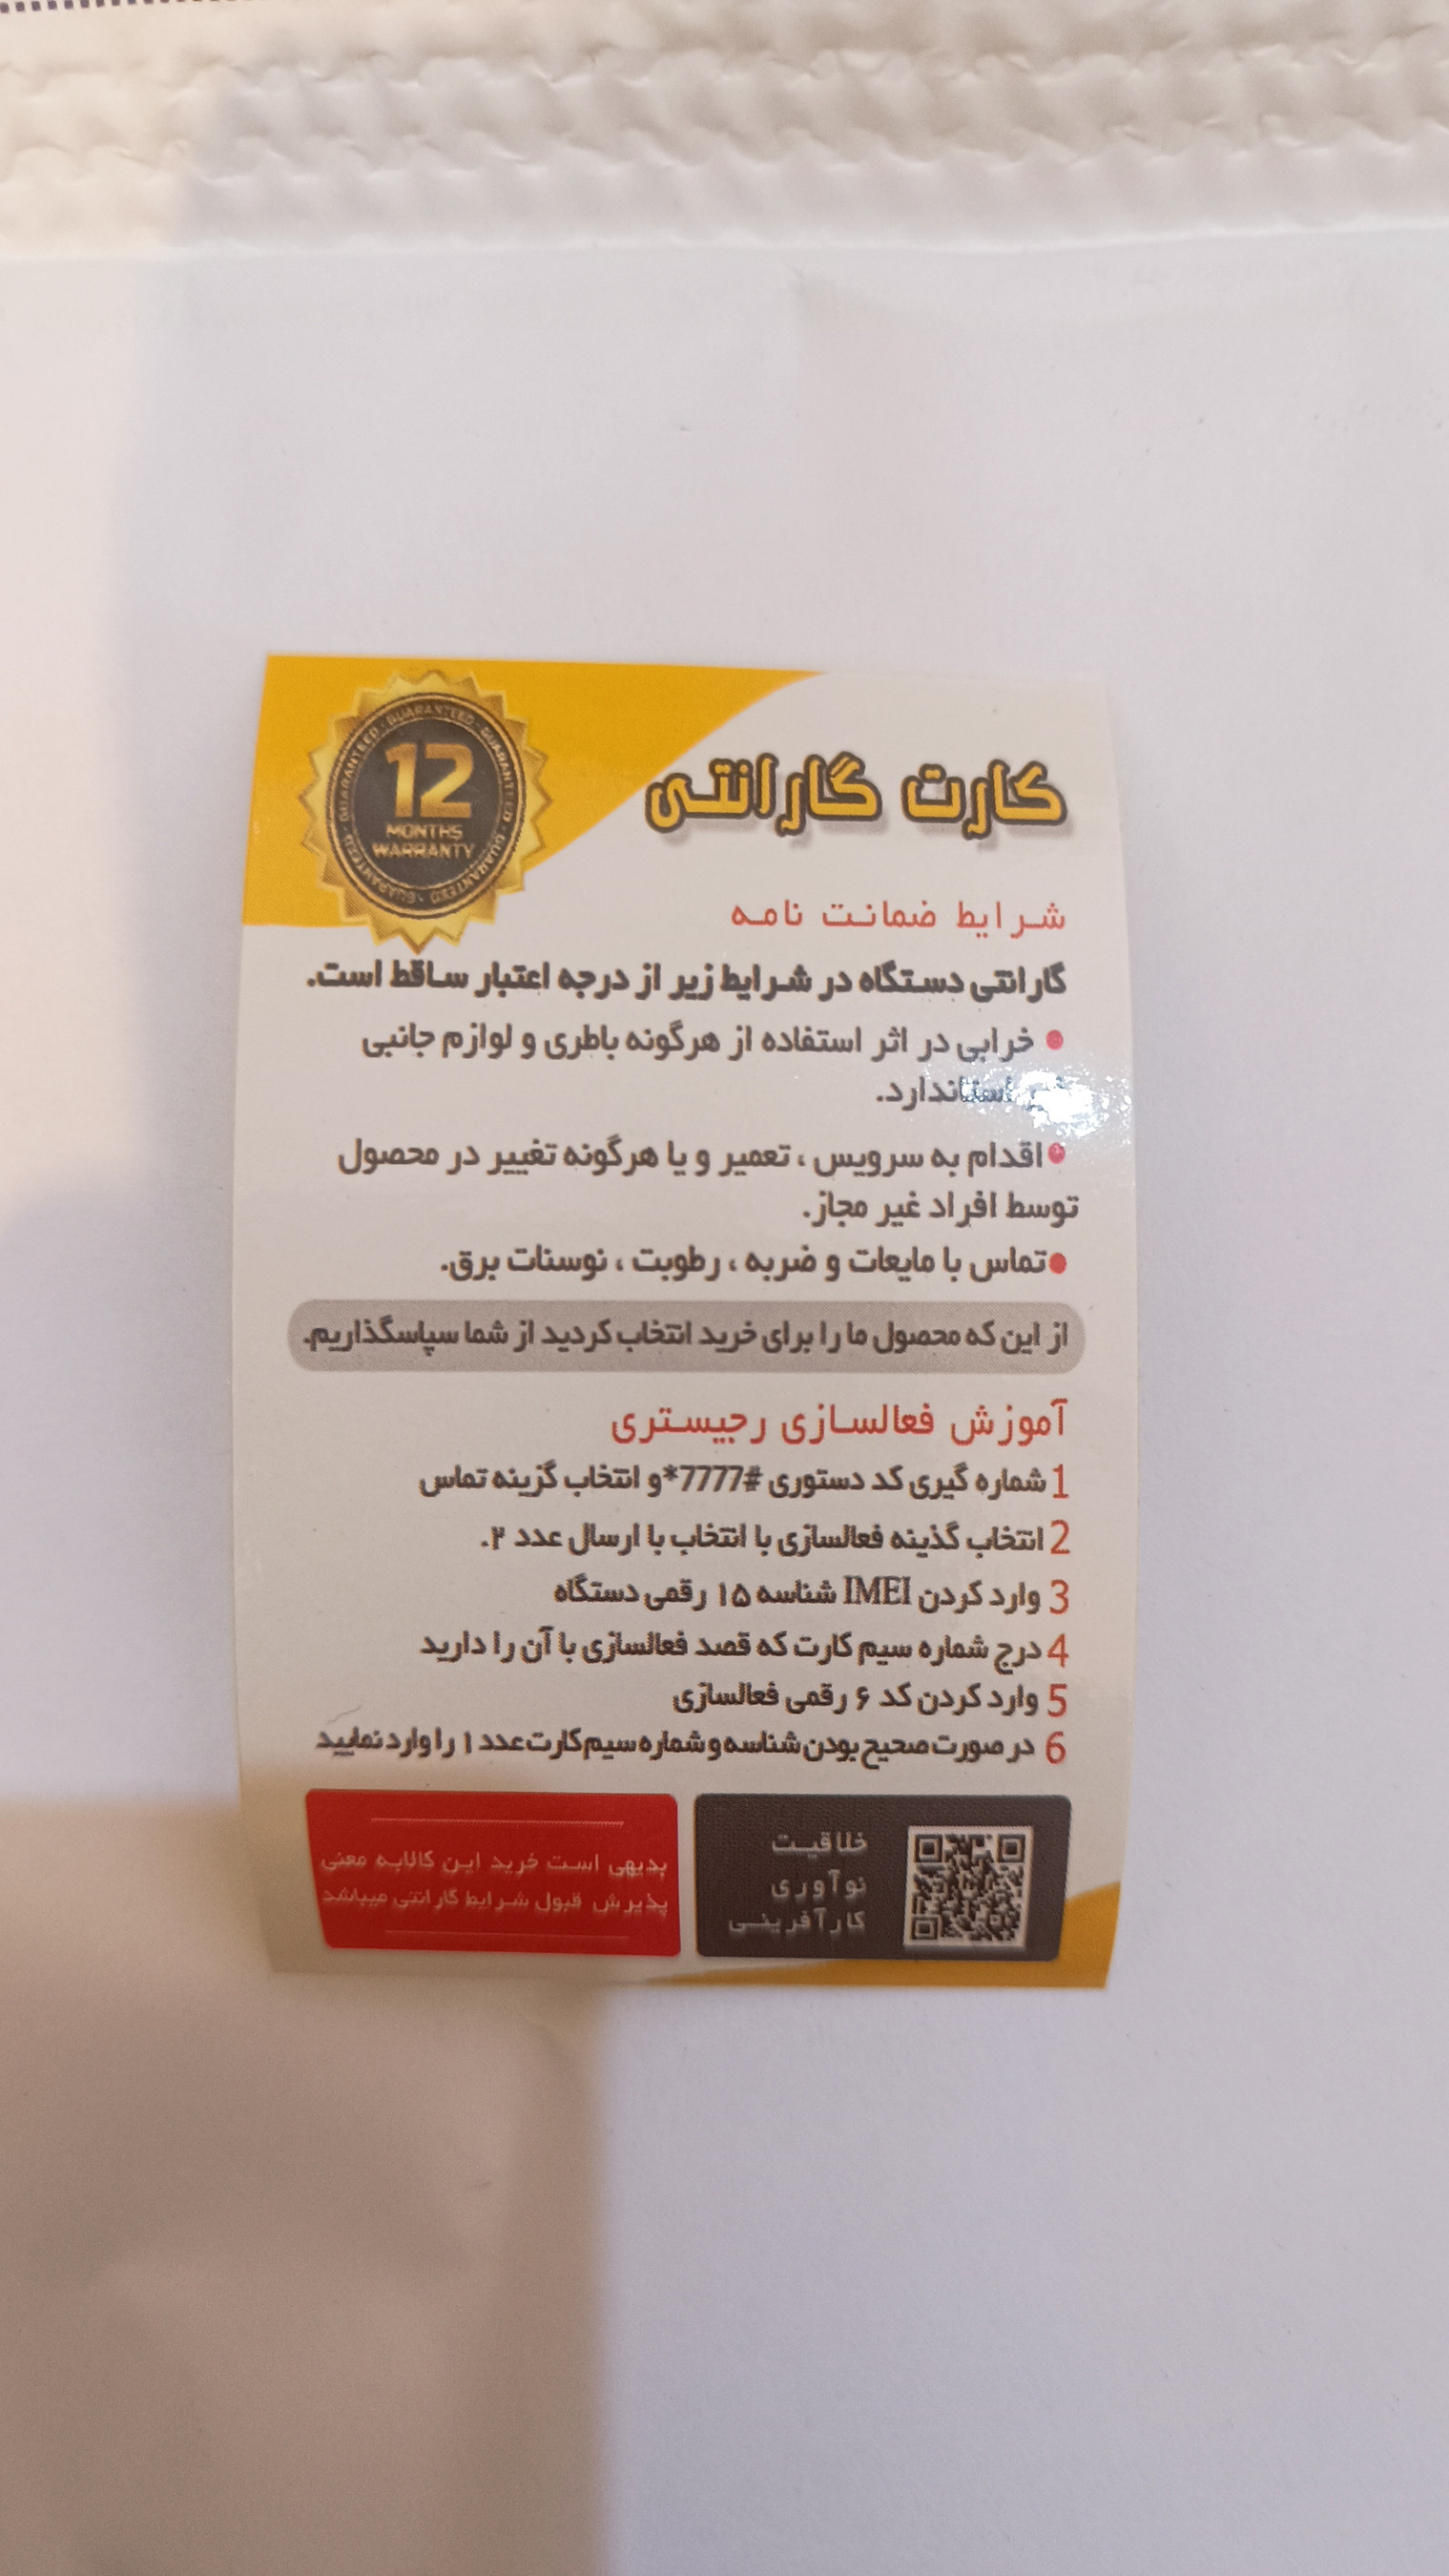 GUARANTEED · GUARANTEED · GUARANTEED · GUARANTEED · GUARANTEED
12
MONTHS
WARRANTY
کارت گارانتی
شرایط ضمانت نامه
گارانتی دستگاه در شرایط زیر از درجه اعتبار ساقط است.
● خرابی در اثر استفاده از هرگونه باطری و لوازم جانبی
استاندارد.
● اقدام به سرویس ، تعمیر و یا هرگونه تغییر در محصول
توسط افراد غیر مجاز.
● تماس با مایعات و ضربه ، رطوبت ، نوسنات برق.
از این که محصول ما را برای خرید انتخاب کردید از شما سپاسگذاریم.
آموزش فعالسازی رجیستری
1 شماره گیری کد دستوری #7777*و انتخاب گزینه تماس
2 انتخاب گذینه فعالسازی با انتخاب با ارسال عدد ۲.
3 وارد کردن IMEI شناسه ۱۵ رقمی دستگاه
4 درج شماره سیم کارت که قصد فعالسازی با آن را دارید
5 وارد کردن کد ۶ رقمی فعالسازی
6 در صورت صحیح بودن شناسه و شماره سیم کارت عدد ۱ را وارد نمایید
خلاقیت
نوآوری
کارآفرینی
بدیهی است خرید این کالابه معنی
پذیرش قبول شرایط گارانتی میباشد